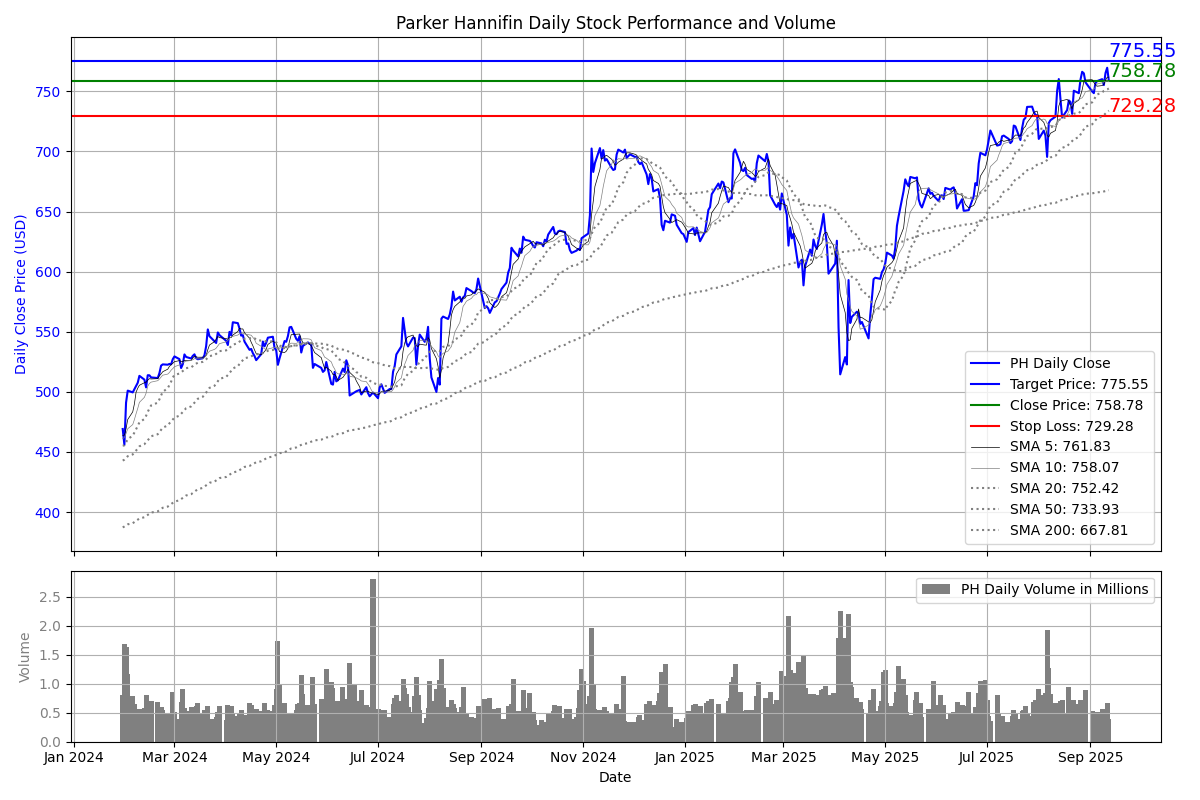 Parker Hannifin Daily Stock Performance and Volume
775.55
758.78
729.28
Daily Close Price (USD)
750
700
650
600
550
500
450
400
PH Daily Close
Target Price: 775.55
Close Price: 758.78
Stop Loss: 729.28
SMA 5: 761.83
SMA 10: 758.07
SMA 20: 752.42
SMA 50: 733.93
SMA 200: 667.81
PH Daily Volume in Millions
Volume
2.5
2.0
1.5
1.0
0.5
0.0
Jan 2024 Mar 2024 May 2024 Jul 2024 Sep 2024 Nov 2024 Jan 2025 Mar 2025 May 2025 Jul 2025 Sep 2025
Date